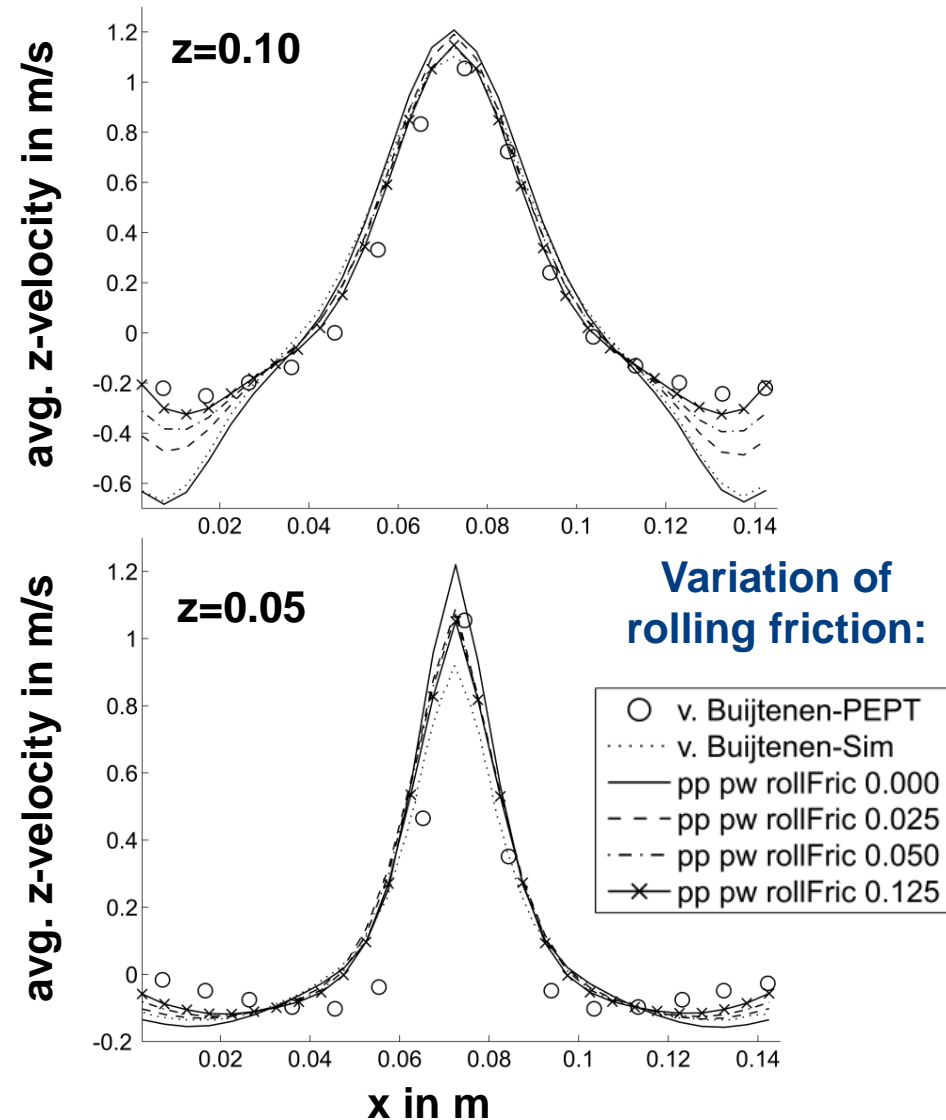 z=0.10
avg. z-velocity in m/s
1.2
1
0.8
0.6
0.4
0.2
0
-0.2
-0.4
-0.6
0.02
0.04
0.06
0.08
0.1
0.12
0.14
z=0.05
avg. z-velocity in m/s
1.2
1
0.8
0.6
0.4
0.2
0
-0.2
0.02
0.04
0.06
0.08
0.1
0.12
0.14
x in m
Variation of
rolling friction:
v. Buijtenen-PEPT
v. Buijtenen-Sim
pp pw rollFric 0.000
pp pw rollFric 0.025
pp pw rollFric 0.050
pp pw rollFric 0.125